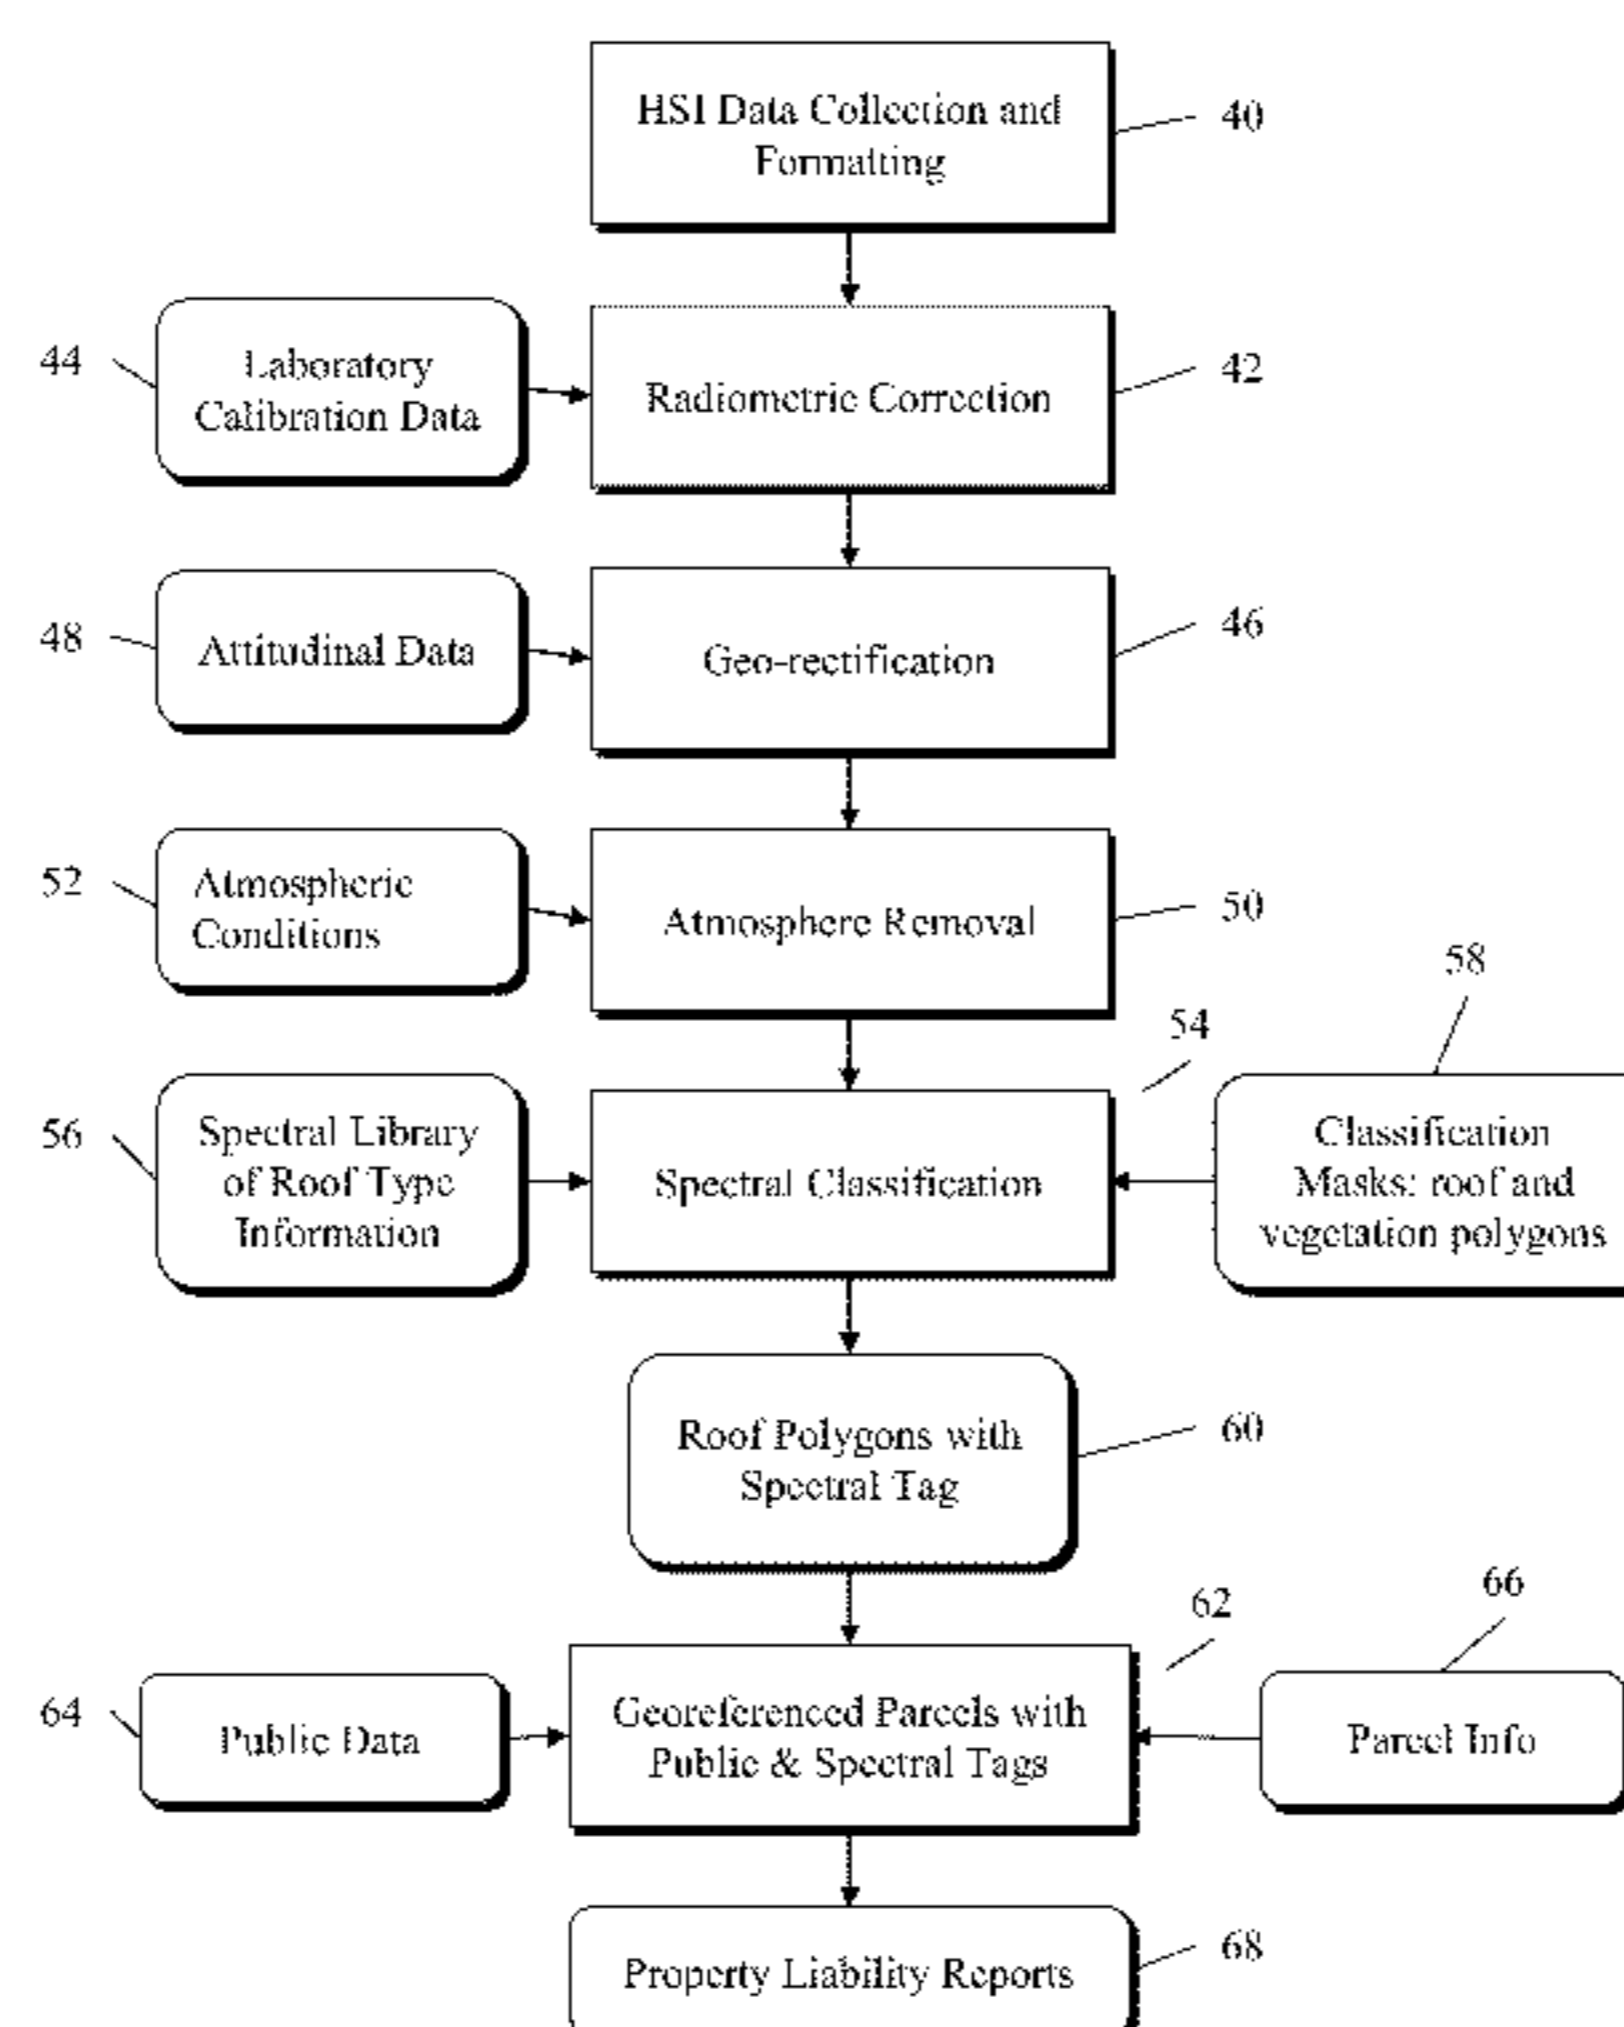 HSI Data Collection and
Formatting
40
44
Laboratory
Calibration Data
Radiometric Correction
42
48
Attitudinal Data
Geo-rectification
46
52
Atmospheric
Conditions
Atmosphere Removal
50
58
54
56
Spectral Library
of Roof Type
Information
Spectral Classification
Classification
Masks: roof and
vegetation polygons
Roof Polygons with
Spectral Tag
60
62
66
64
Public Data
Georeferenced Parcels with
Public & Spectral Tags
Parcel Info
Property Liability Reports
68